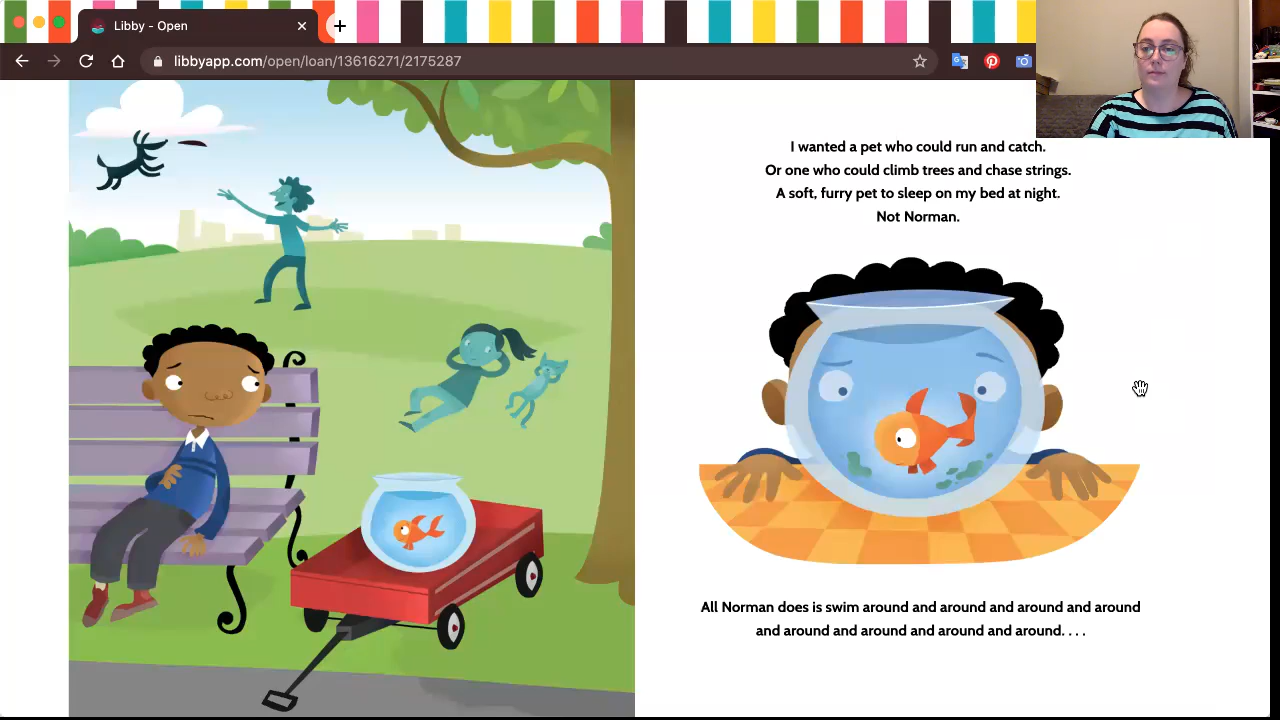 Libby - Open
libbyapp.com/open/loan/13616271/2175287
I wanted a pet who could run and catch.
Or one who could climb trees and chase strings.
A soft, furry pet to sleep on my bed at night.
Not Norman.
All Norman does is swim around and around and around and around
and around and around and around and around. . . .